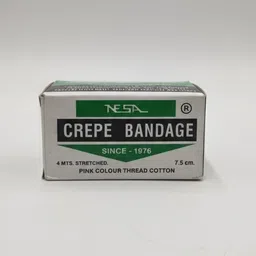 NESA ®
CREPE BANDAGE
SINCE - 1976
4 MTS. STRETCHED. 7.5 cm.
PINK COLOUR THREAD COTTON